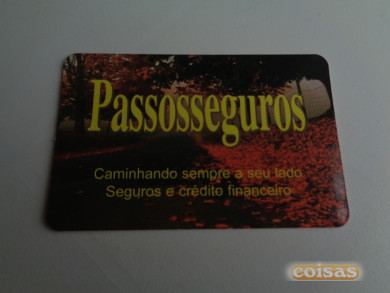 Passosseguros
Caminhando sempre a seu lado
Seguros e crédito financeiro
coisas